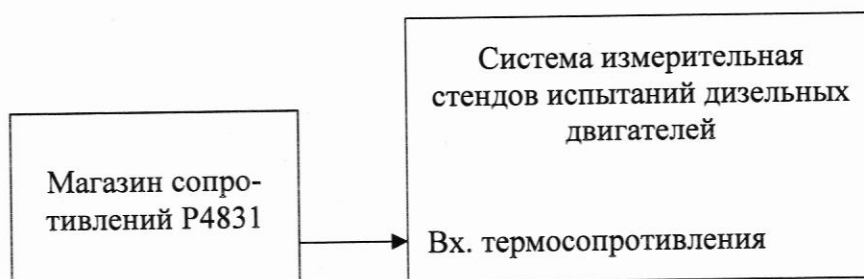 Система измерительная
стендов испытаний дизельных
двигателей
Магазин сопро-
тивлений Р4831
Вх. термосопротивления